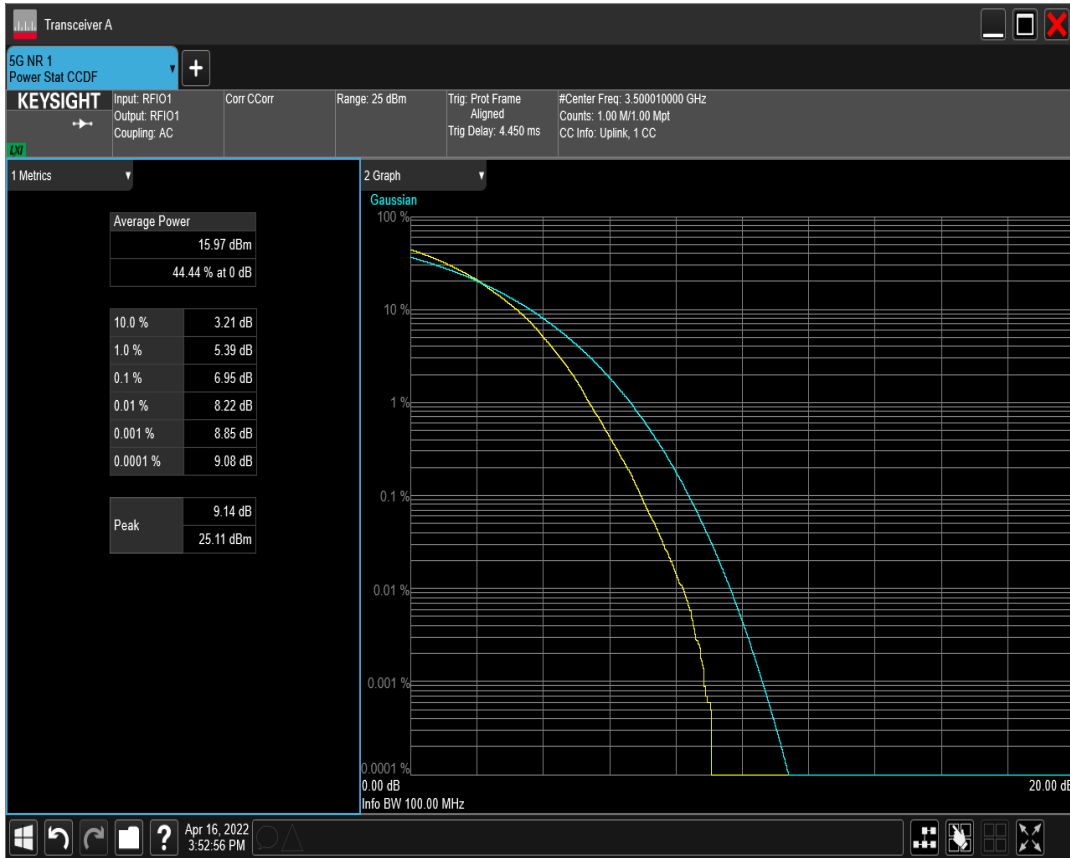 Transceiver A
5G NR 1
Power Stat CCDF
KEYSIGHT
LXI
Input: RFIO1
Output: RFIO1
Coupling: AC
Corr CCorr
Range: 25 dBm
Trig: Prot Frame
Aligned
Trig Delay: 4.450 ms
#Center Freq: 3.500010000 GHz
Counts: 1.00 M/1.00 Mpt
CC Info: Uplink, 1 CC
1 Metrics
Average Power
15.97 dBm
44.44 % at 0 dB
10.0 % 3.21 dB
1.0 % 5.39 dB
0.1 % 6.95 dB
0.01 % 8.22 dB
0.001 % 8.85 dB
0.0001 % 9.08 dB
Peak 9.14 dB
25.11 dBm
2 Graph
Gaussian
100 %
10 %
1 %
0.1 %
0.01 %
0.001 %
0.0001 %
0.00 dB 20.00 dB
Info BW 100.00 MHz
? Apr 16, 2022
3:52:56 PM